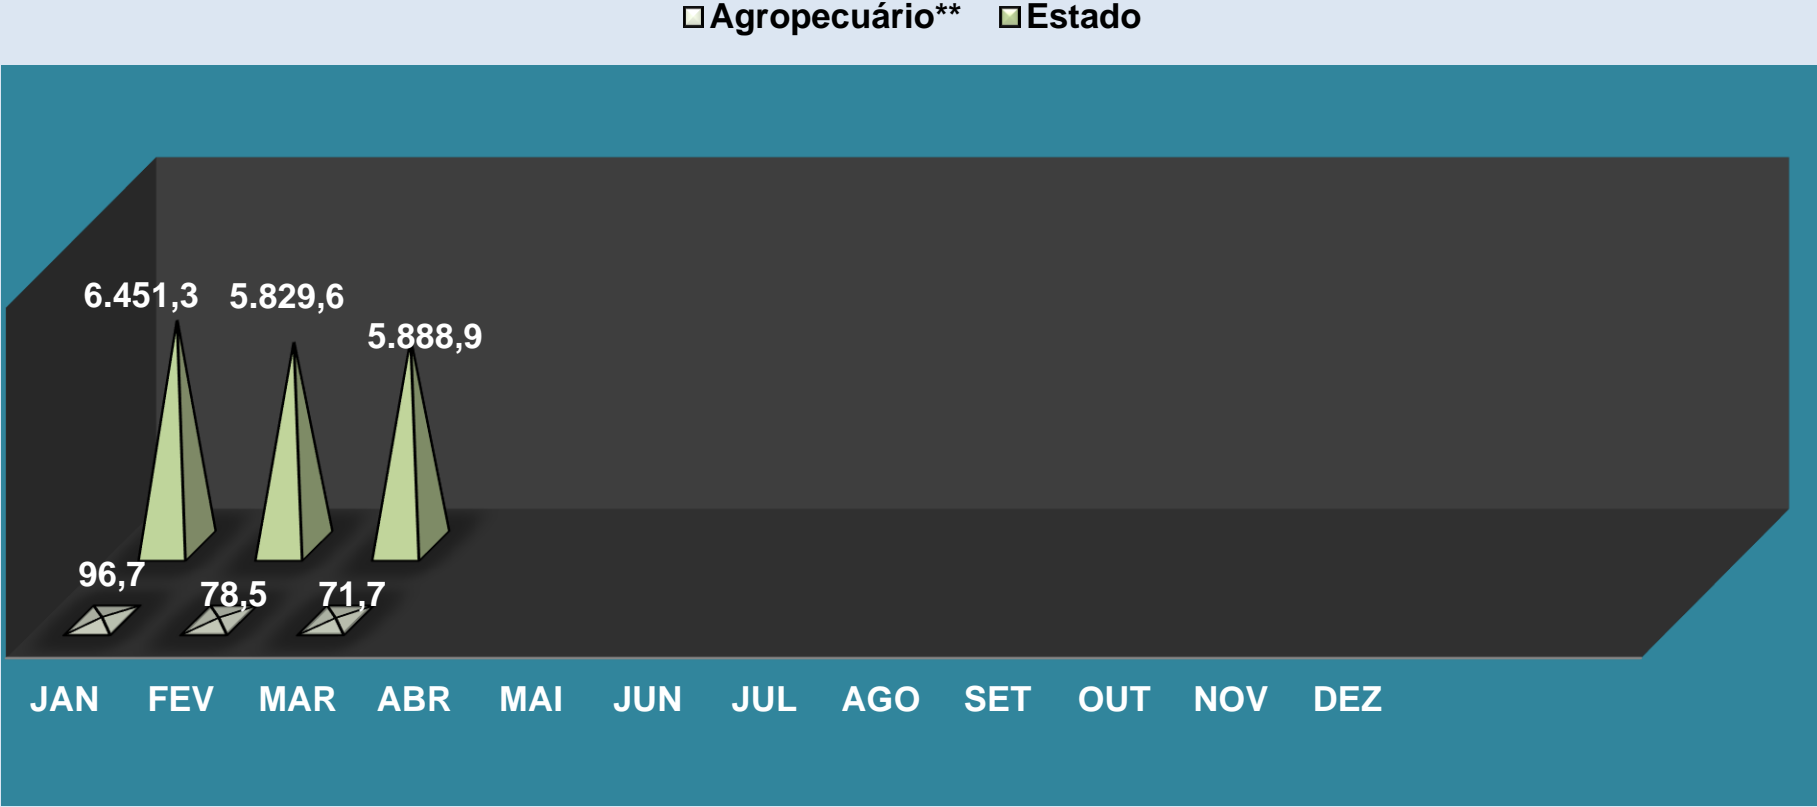 Agropecuário** Estado
6.451,3 5.829,6
5.888,9
96,7
78,5 71,7
JAN FEV MAR ABR MAI JUN JUL AGO SET OUT NOV DEZ